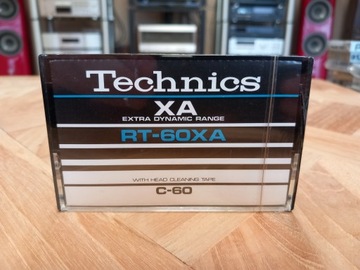 Technics
XA
EXTRA DYNAMIC RANGE
RT-60XA
WITH HEAD CLEANING TAPE
C-60